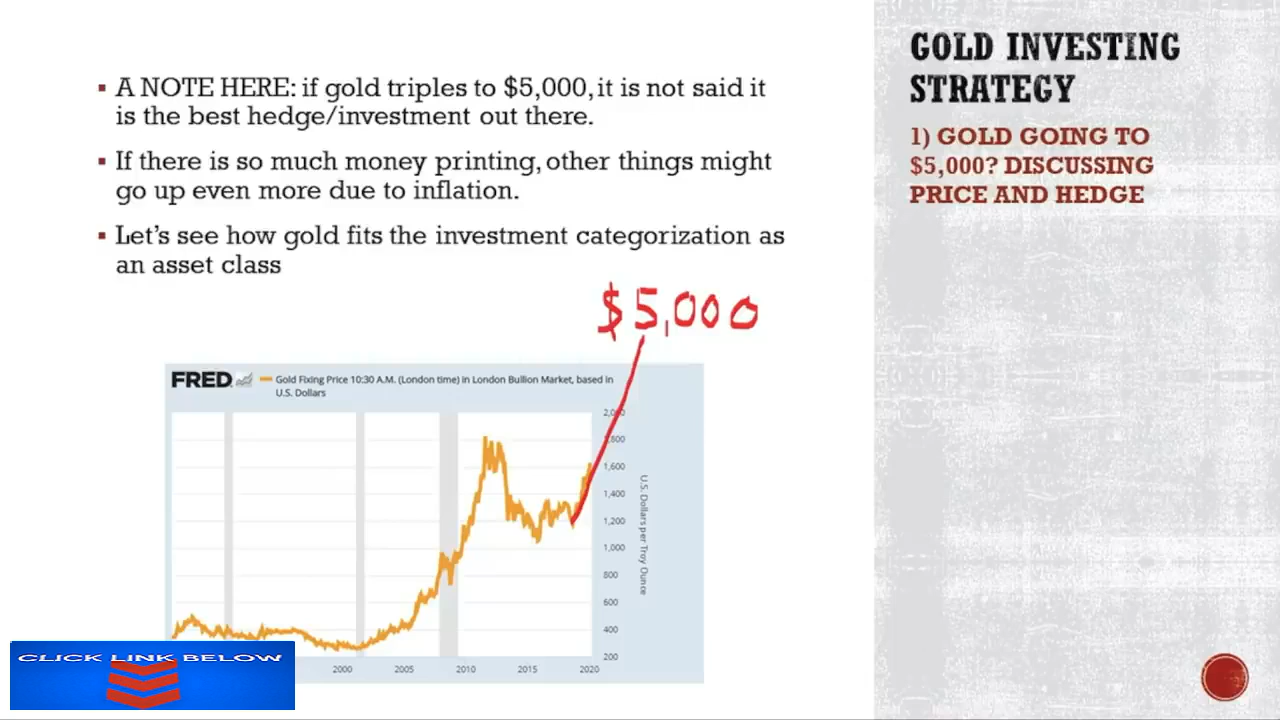 GOLD INVESTING
STRATEGY
1) GOLD GOING TO
$5,000? DISCUSSING
PRICE AND HEDGE
▪ A NOTE HERE: if gold triples to $5,000, it is not said it
is the best hedge/investment out there.
▪ If there is so much money printing, other things might
go up even more due to inflation.
▪ Let's see how gold fits the investment categorization as
an asset class
$5,000
FRED
Gold Fixing Price 10:30 A.M. (London time) in London Bullion Market, based in
U.S. Dollars
2,000
1,800
1,600
1,400
1,200
1,000
800
600
400
200
U.S. Dollars per Troy Ounce
2000 2005 2010 2015 2020
CLICK LINK BELOW